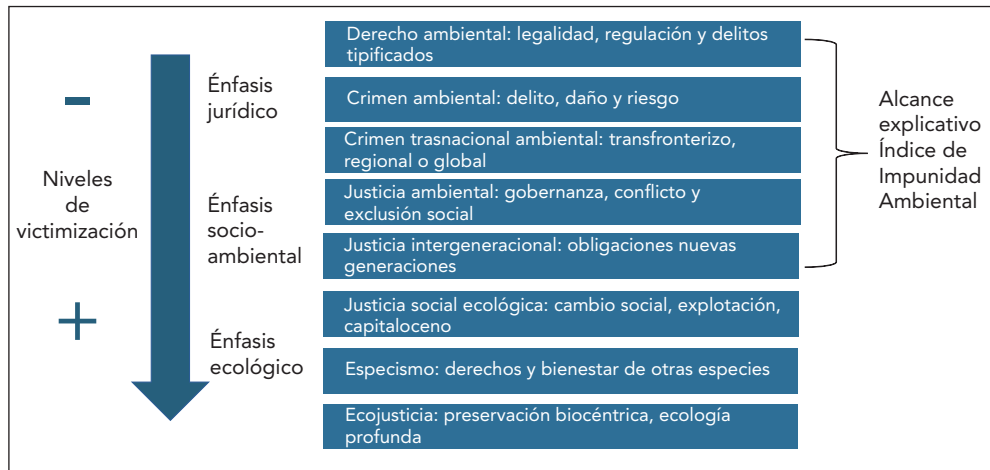 –
Niveles
de
victimización
+
Énfasis
jurídico
Énfasis
socio-
ambiental
Énfasis
ecológico
Derecho ambiental: legalidad, regulación y delitos
tipificados
Crimen ambiental: delito, daño y riesgo
Crimen trasnacional ambiental: transfronterizo,
regional o global
Justicia ambiental: gobernanza, conflicto y
exclusión social
Justicia intergeneracional: obligaciones nuevas
generaciones
Justicia social ecológica: cambio social, explotación,
capitaloceno
Especismo: derechos y bienestar de otras especies
Ecojusticia: preservación biocéntrica, ecología
profunda
Alcance
explicativo
Índice de
Impunidad
Ambiental